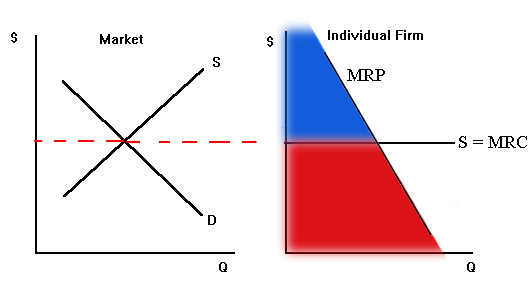 $
Market
S
D
Q
$
Individual Firm
MRP
S = MRC
Q